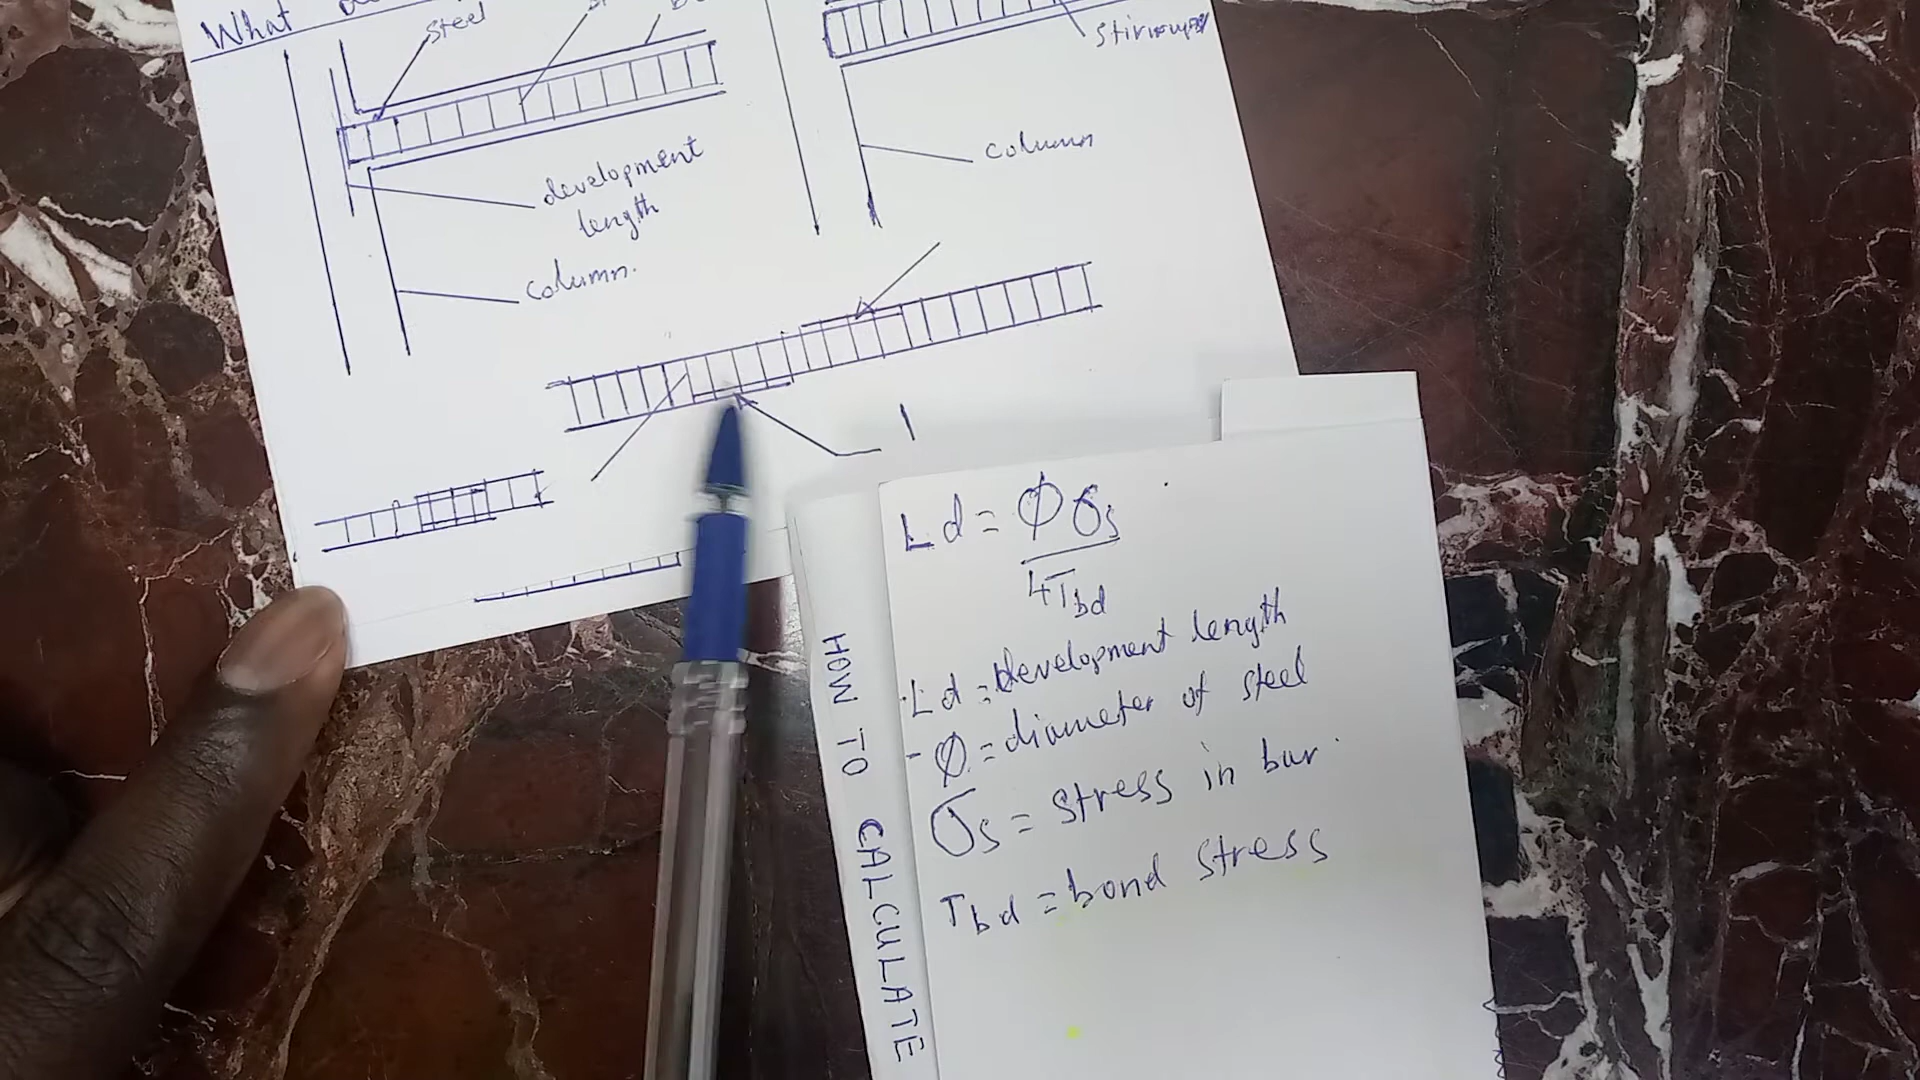 What
steel
stirrups
development
length
column
column.
Ld = ϕσs
4Tbd
Ld = development length
- ϕ = diameter of steel
σs = stress in bar
Tbd = bond stress
HOW TO CALCULATE